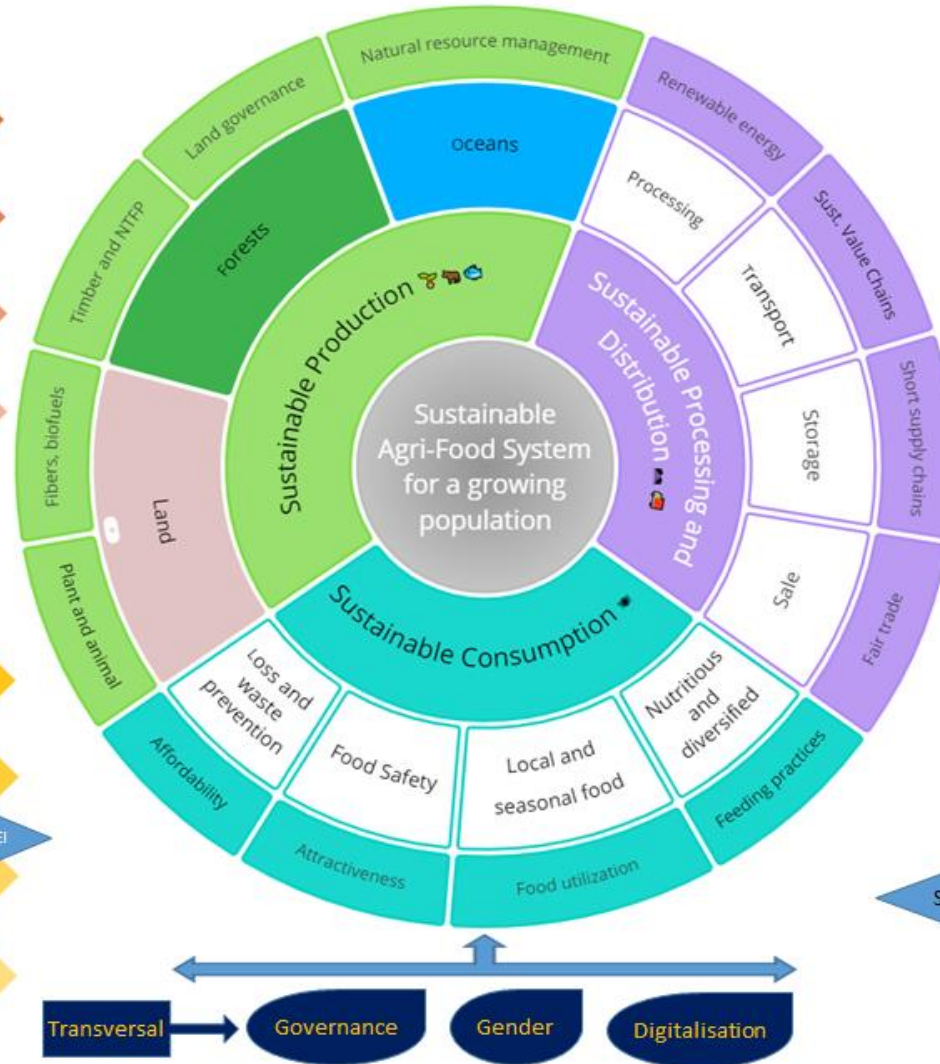 Sustainable
Agri-Food System
for a growing
population
Sustainable Production
Sustainable Processing and
Distribution
Sustainable Consumption
Land
Forests
oceans
Processing
Transport
Storage
Sale
Nutritious
and
diversified
Local and
seasonal food
Food Safety
Loss and
waste
prevention
Plant and animal
Fibers, biofuels
Timber and NTFP
Land governance
Natural resource management
Renewable energy
Sust. Value Chains
Short supply chains
Fair trade
Feeding practices
Food utilization
Attractiveness
Affordability
Transversal
Governance
Gender
Digitalisation